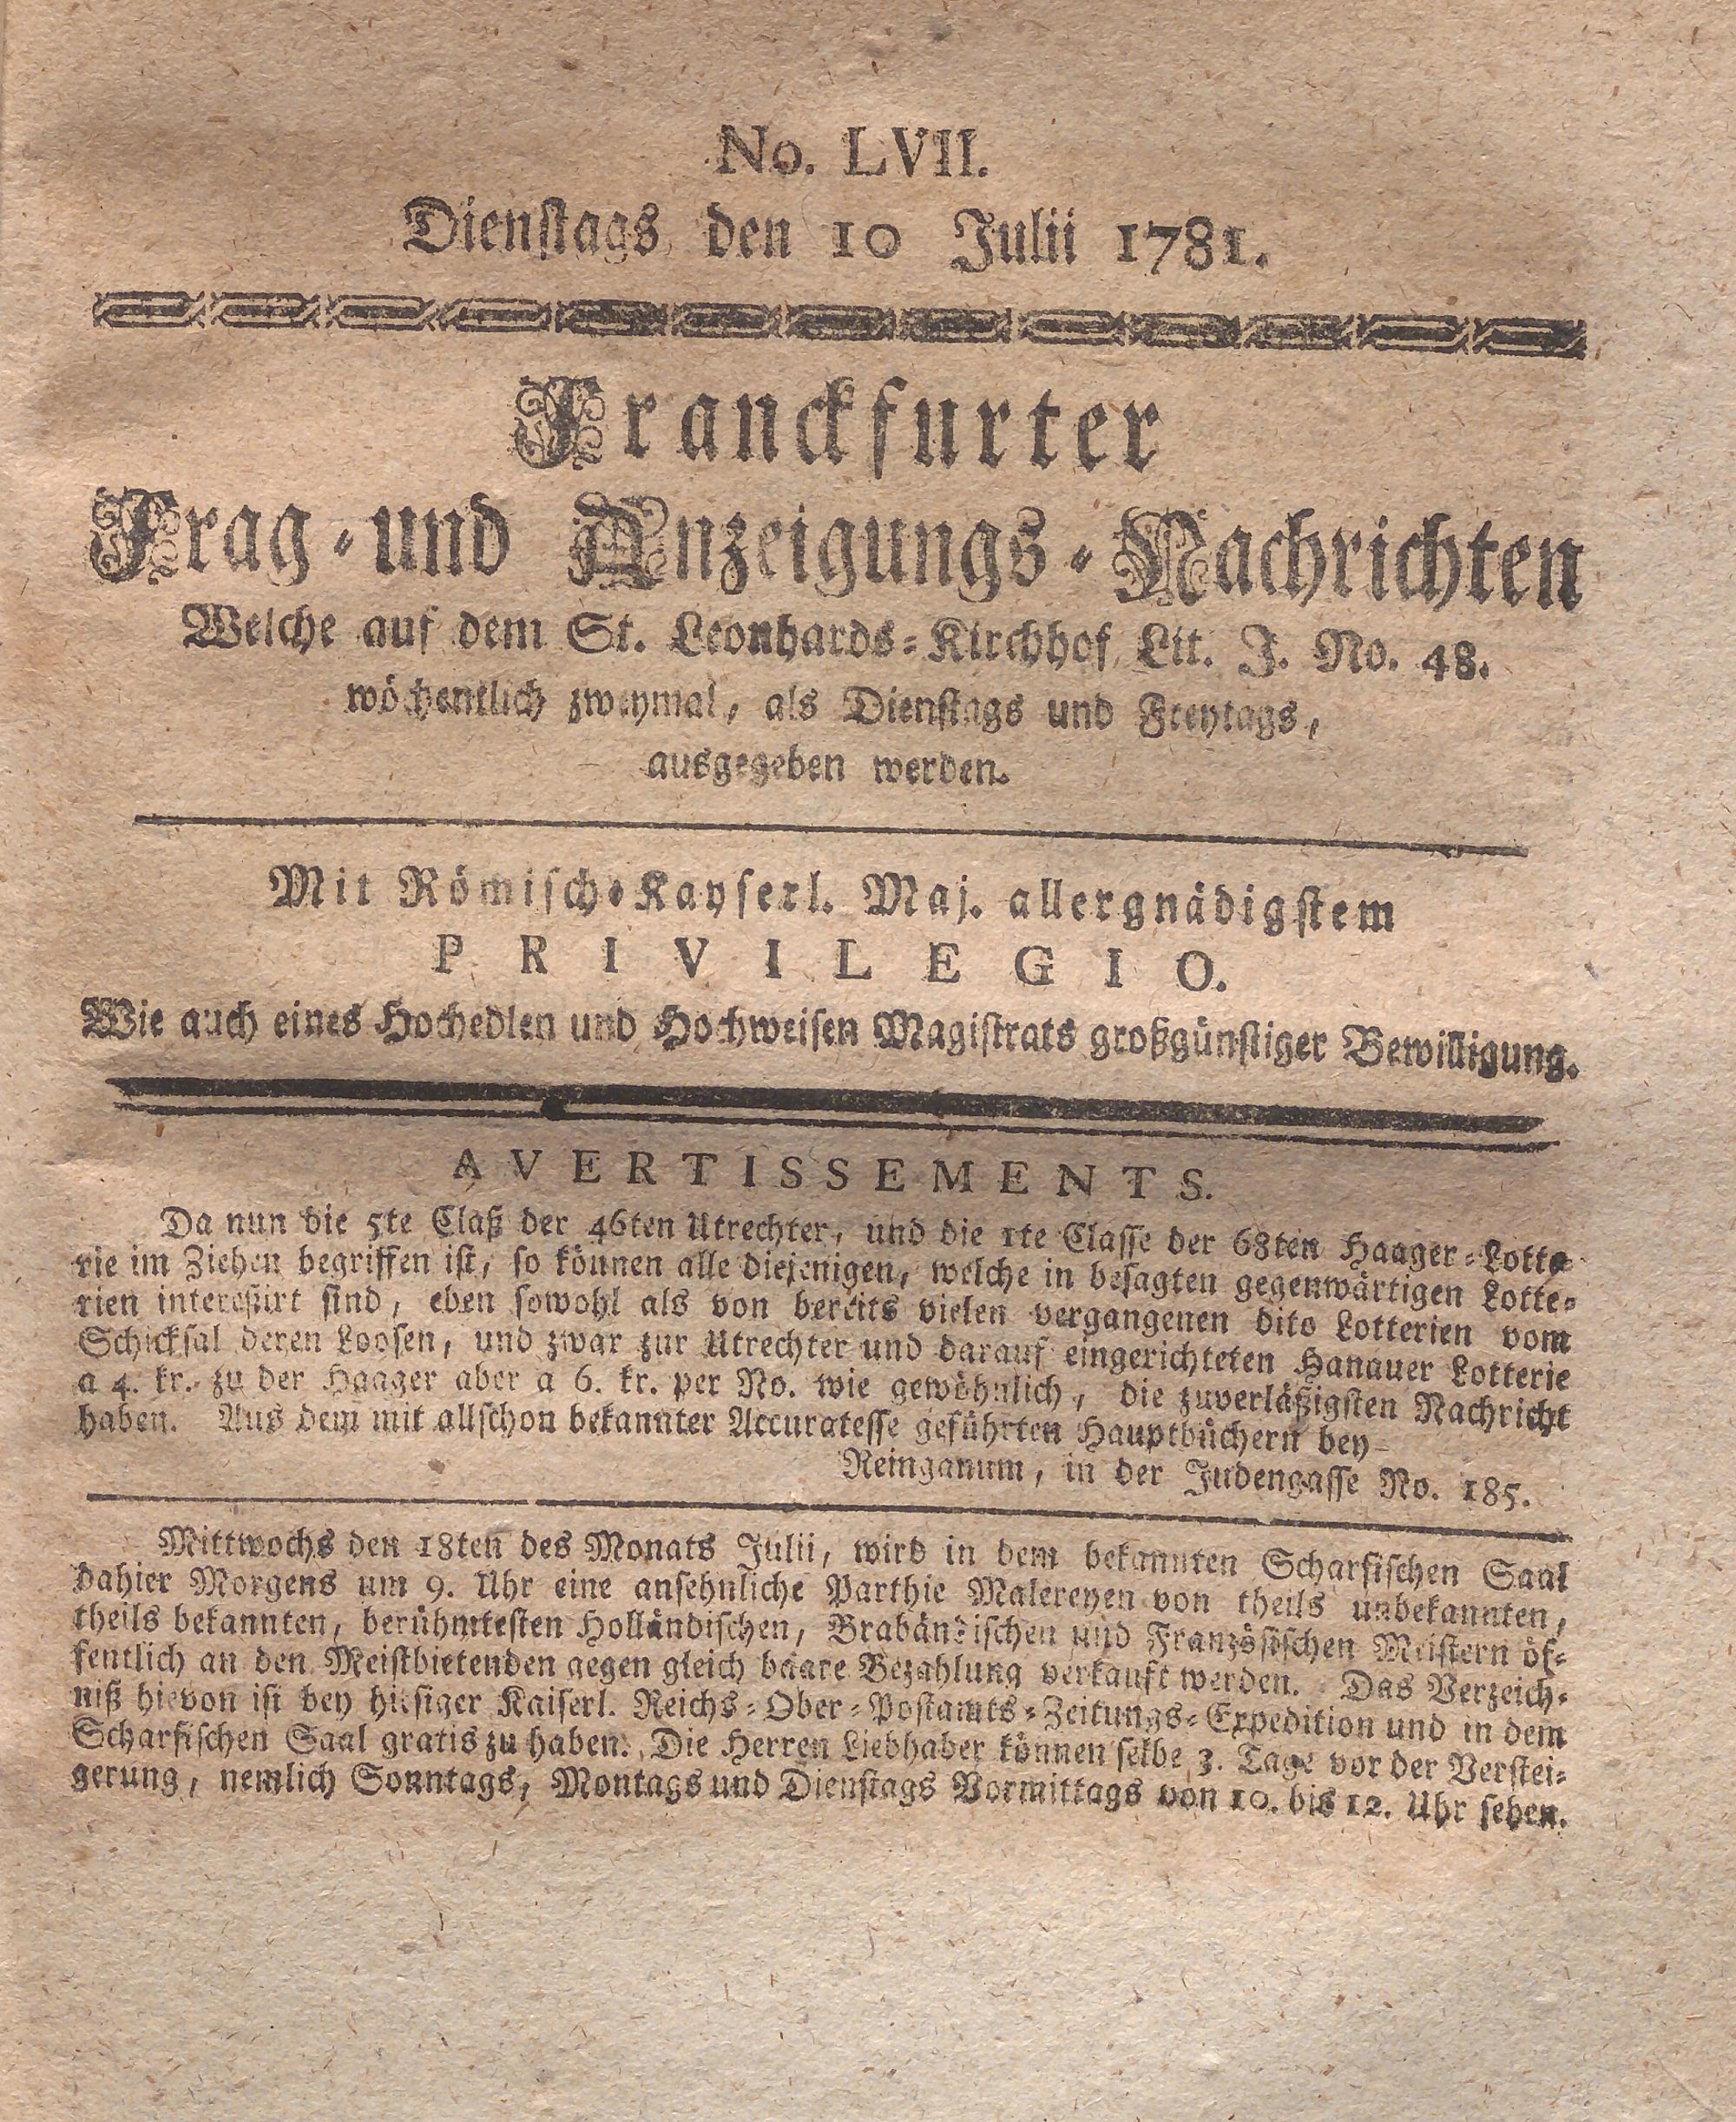 No. LVII.
Dienstags den 10 Julii 1781.
Franckfurter
Frag-und Anzeigungs-Nachrichten
Welche auf dem St. Leonhards-Kirchhof Lit. J. No. 48.
wöchentlich zweymal, als Dienstags und Freytags,
ausgegeben werden.
Mit Römisch-Kayserl. Maj. allergnädigstem
PRIVILEGIO.
Wie auch eines Hochedlen und Hochweisen Magistrats großgünstiger Bewilligung.
AVERTISSEMENTS.
Da nun die 5te Claß der 46ten Utrechter, und die 1te Classe der 68ten Haager-Lotte-
rie im Ziehen begriffen ist, so können alle diejenigen, welche in besagten gegenwärtigen Lotte-
rien interessirt sind, eben sowohl als von bereits vielen vergangenen dito Lotterien vom
Schicksal deren Loosen, und zwar zur Utrechter und darauf eingerichteten Hanauer Lotterie
a 4. kr. zu der Haager aber a 6. kr. per No. wie gewöhnlich, die zuverläßigsten Nachricht
haben. Aus dem mit allschon bekannter Accuratesse geführten Hauptbüchern bey
Reinganum, in der Judengasse No. 185.
Mittwochs den 18ten des Monats Julii, wird in dem bekannten Scharfischen Saal
dahier Morgens um 9. Uhr eine ansehnliche Parthie Malereyen von theils unbekannten,
theils bekannten, berühmtesten Holländischen, Brabändischen und Französischen Meistern öf-
fentlich an den Meistbietenden gegen gleich baare Bezahlung verkauft werden. Das Verzeich-
niß hievon ist bey hiesiger Kaiserl. Reichs-Ober-Postamts-Zeitungs-Expedition und in dem
Scharfischen Saal gratis zu haben. Die Herren Liebhaber können selbe 3. Tage vor der Verstei-
gerung, nemlich Sonntags, Montags und Dienstags Vormittags von 10. bis 12. Uhr sehen.